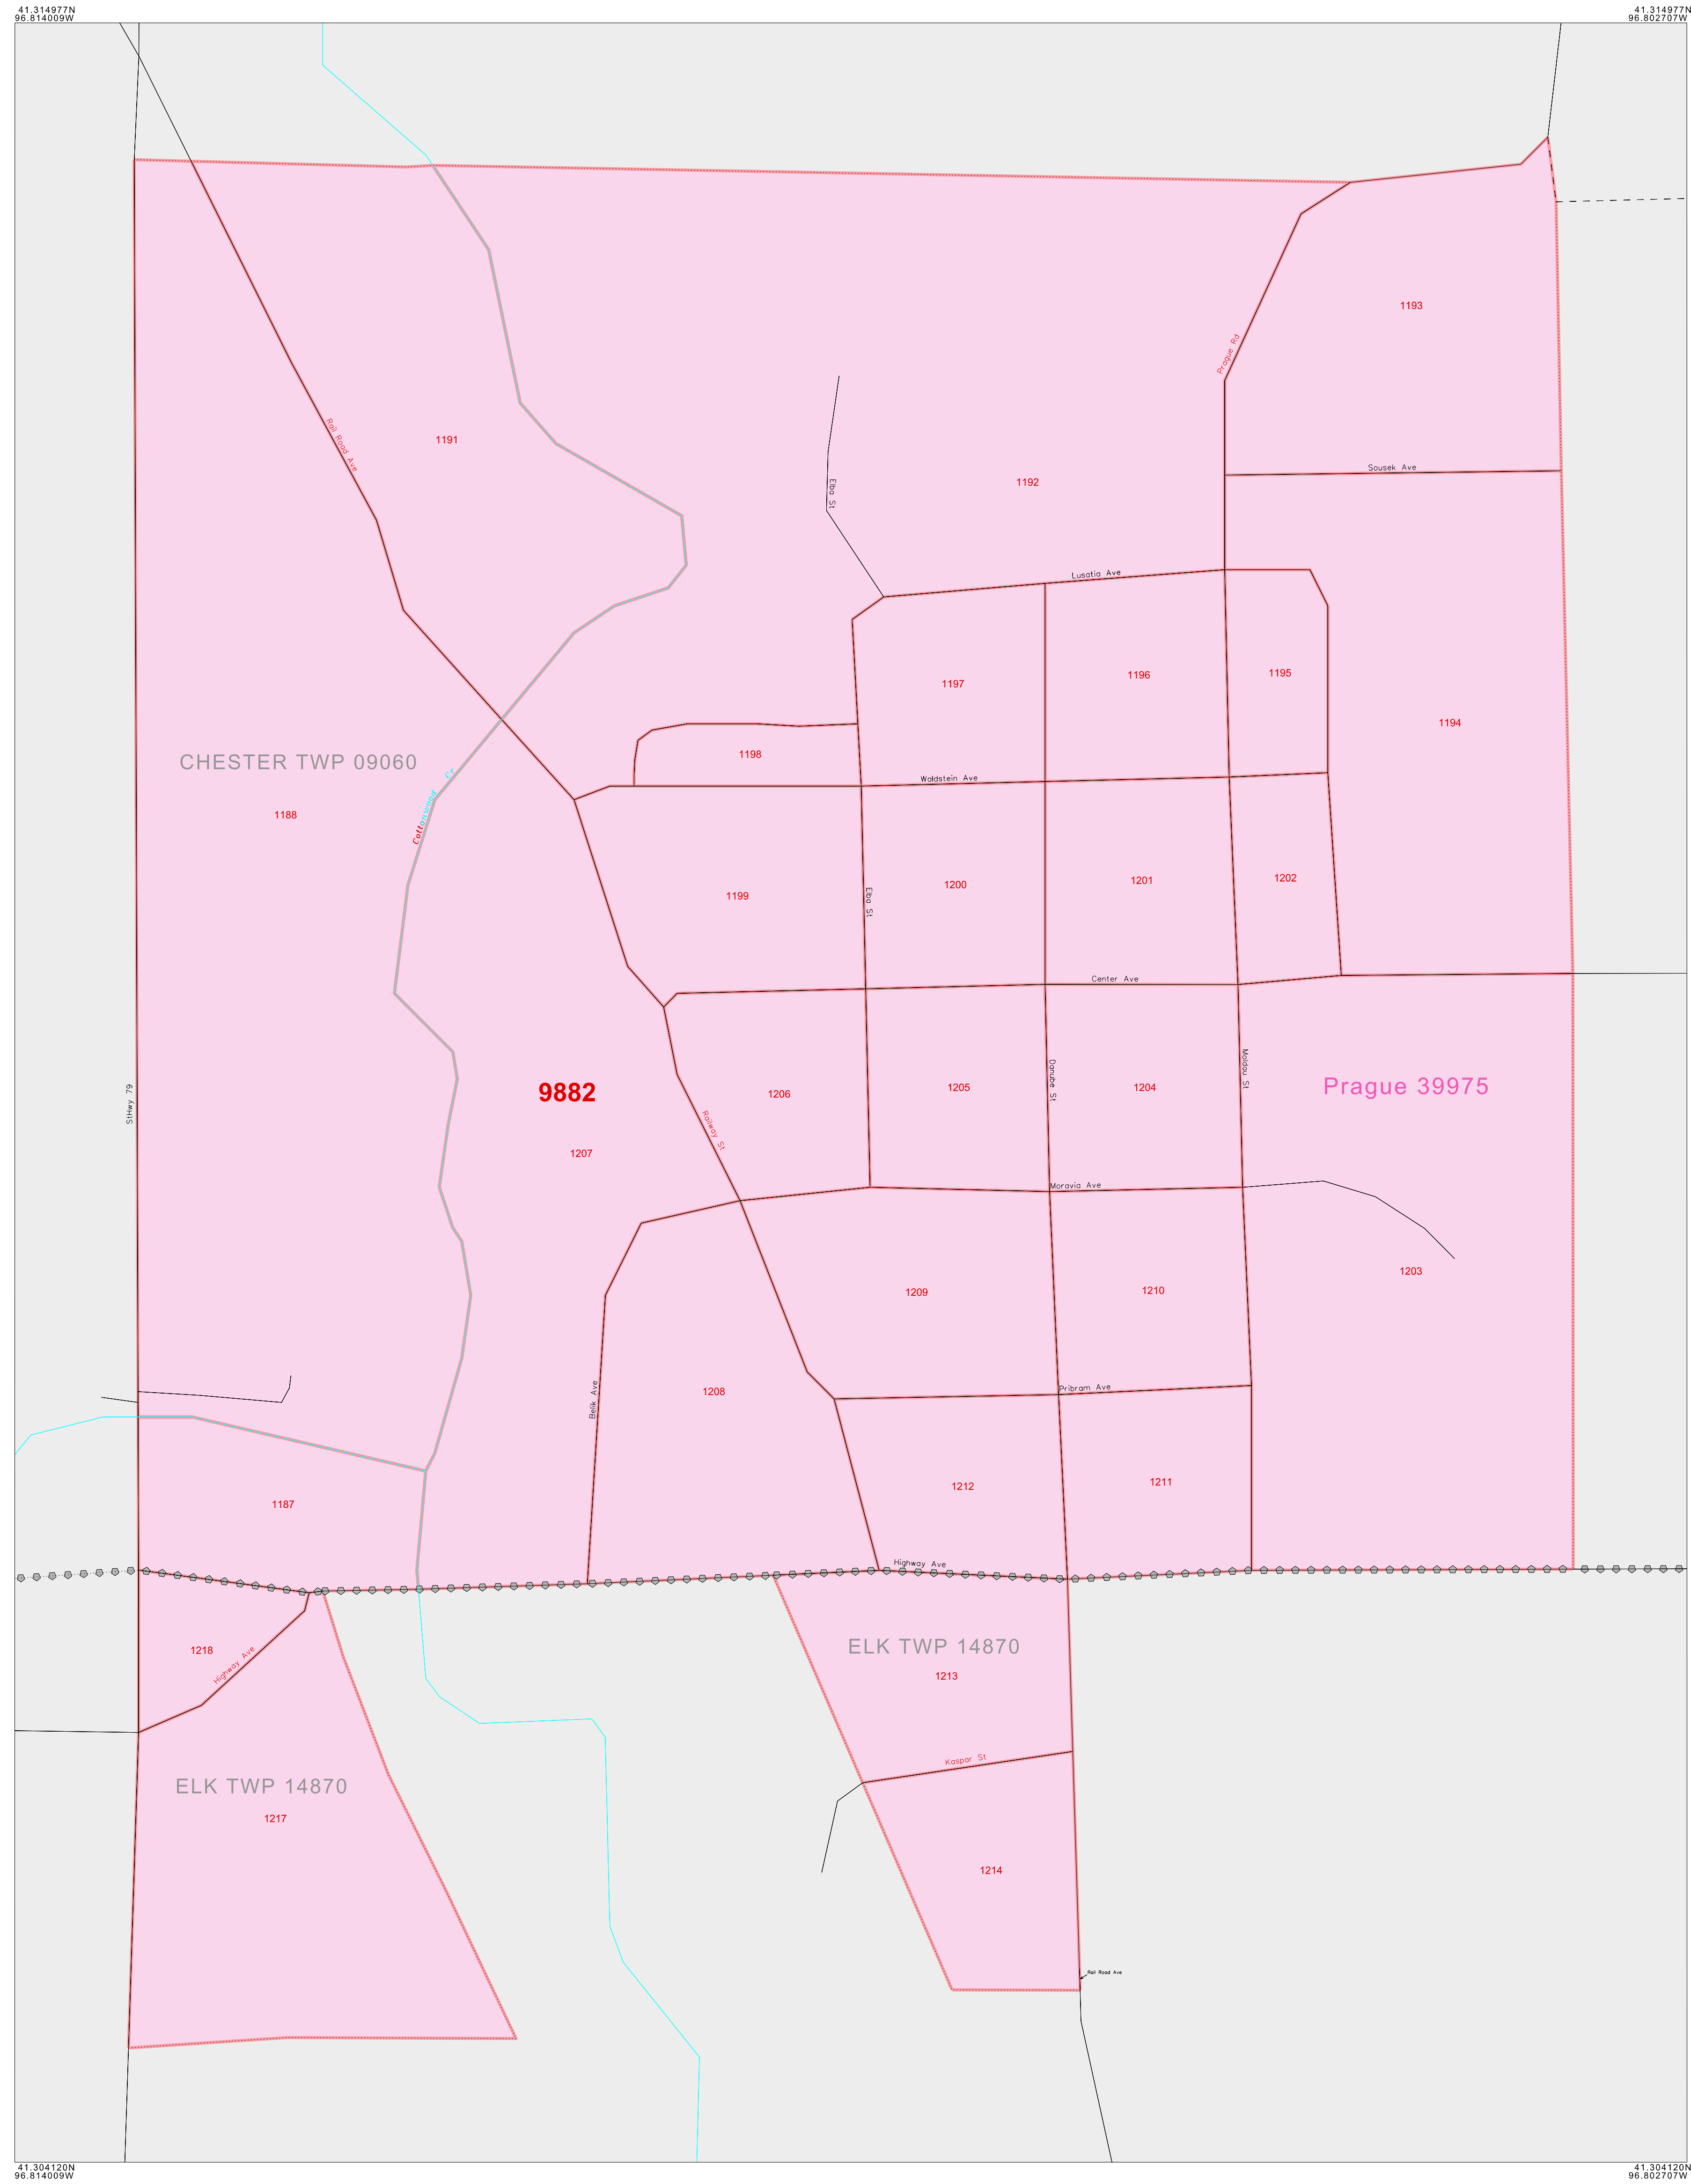 41.314977N
96.814009W
41.314977N
96.802707W
1193
Prague Rd
1191
Rail Road Ave
Sousek Ave
1192
Elba St
Lusatia Ave
1195
1196
1197
1194
1198
CHESTER TWP 09060
Cottonwood Cr
Waldstein Ave
1188
1202
1201
1200
1199
Elba St
Center Ave
9882
StHwy 79
Danube St
Moldau St
Prague 39975
1206
1205
1204
Railway St
1207
Moravia Ave
1203
1209
1210
1208
Belik Ave
Pribram Ave
1187
1212
1211
Highway Ave
1218
Highway Ave
ELK TWP 14870
1213
Kaspar St
ELK TWP 14870
1217
1214
Rail Road Ave
41.304120N
96.814009W
41.304120N
96.802707W